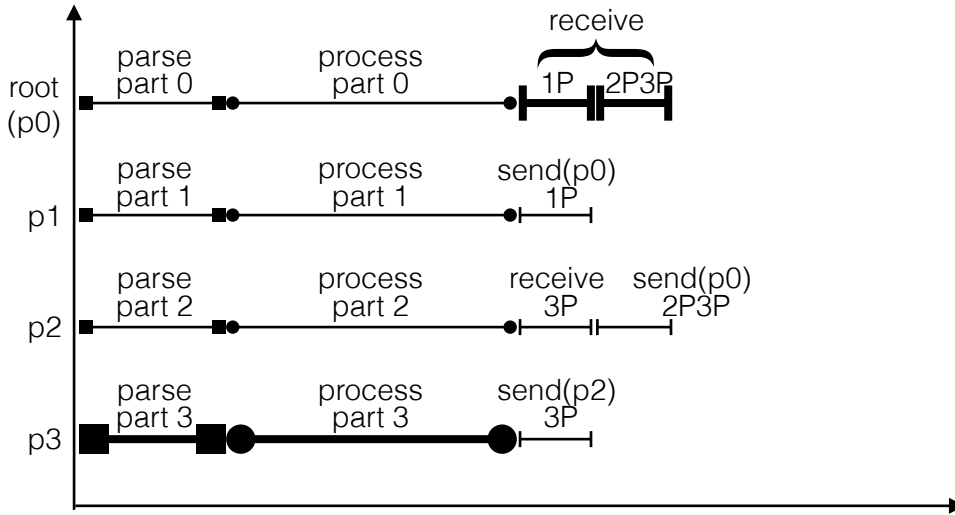 receive
parse process
part 0 part 0 1P 2P3P
root
(p0)
parse process send(p0)
part 1 part 1 1P
p1
parse process receive send(p0)
part 2 part 2 3P 2P3P
p2
parse process send(p2)
part 3 part 3 3P
p3